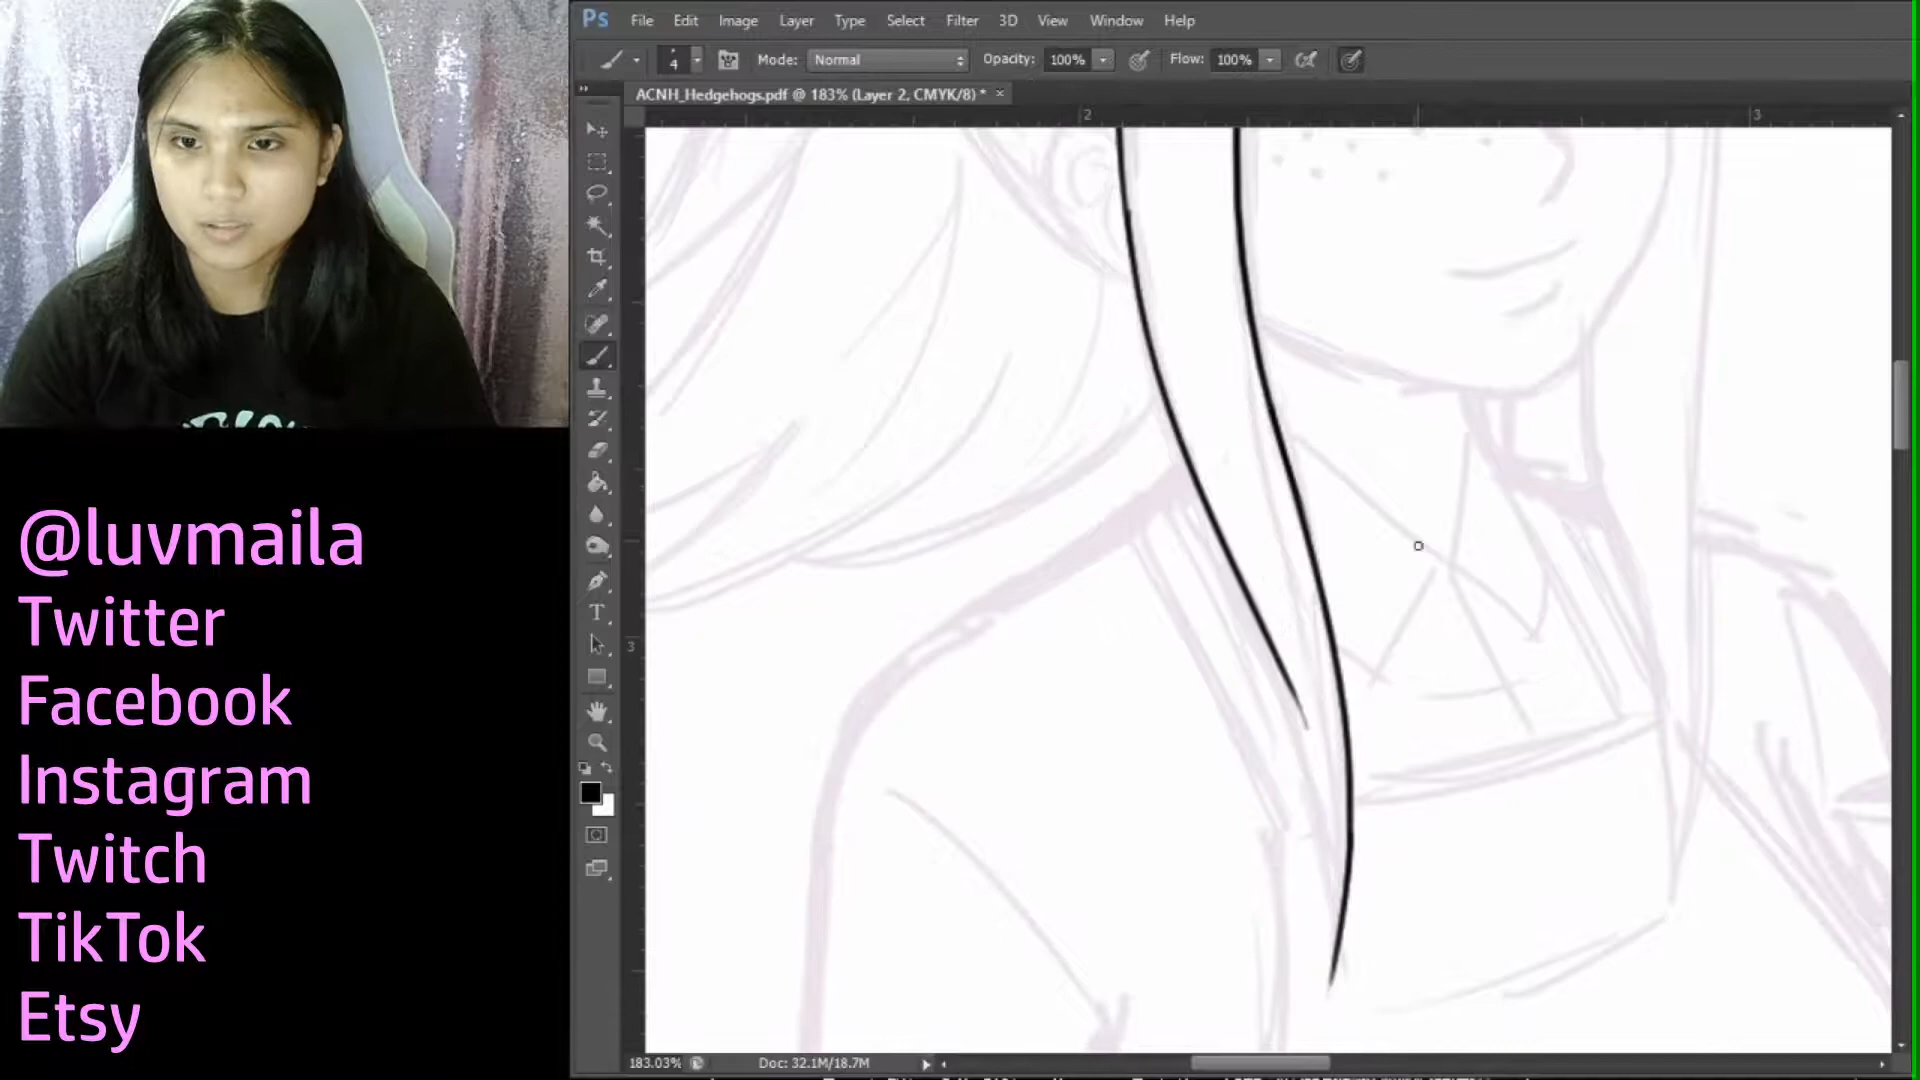 Ps File Edit Image Layer Type Select Filter 3D View Window Help
4 Mode: Normal Opacity: 100% Flow: 100%
ACNH_Hedgehogs.pdf @ 183% (Layer 2, CMYK/8) * ×
2 3
3
@luvmaila
Twitter
Facebook
Instagram
Twitch
TikTok
Etsy
183.03% Doc: 32.1M/18.7M